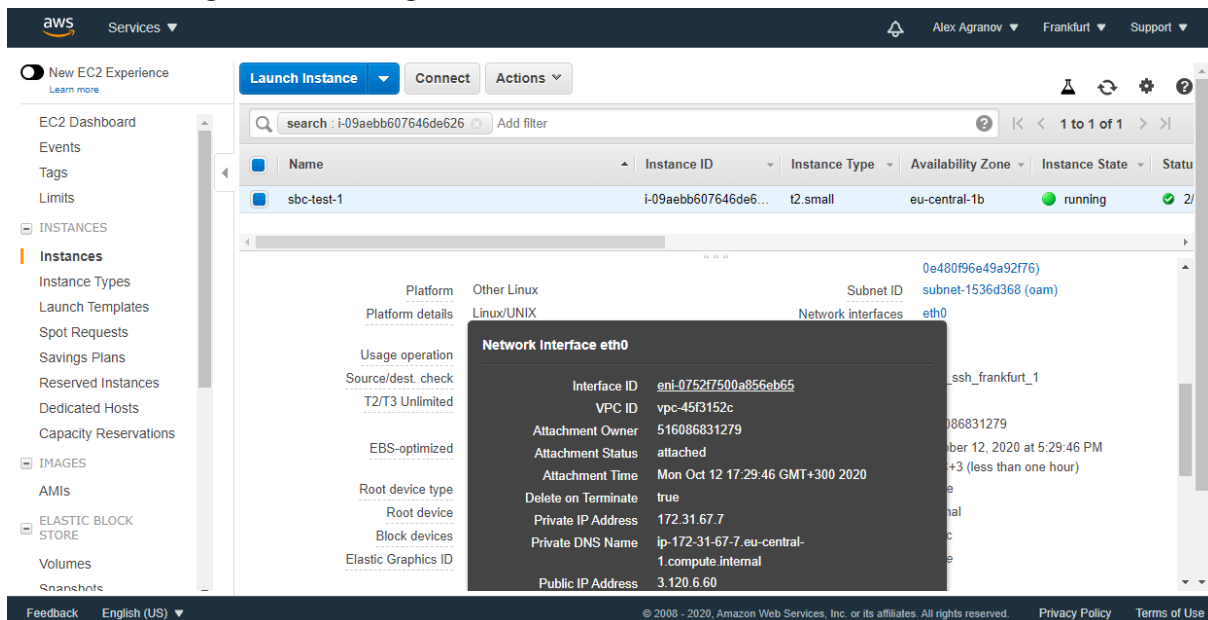 aws Services ▼ Alex Agranov ▼ Frankfurt ▼ Support ▼
New EC2 Experience
Learn more
EC2 Dashboard
Events
Tags
Limits
INSTANCES
Instances
Instance Types
Launch Templates
Spot Requests
Savings Plans
Reserved Instances
Dedicated Hosts
Capacity Reservations
IMAGES
AMIs
ELASTIC BLOCK
STORE
Volumes
Snapshots
Launch Instance Connect Actions
search : i-09aebb607646de626 Add filter 1 to 1 of 1
Name Instance ID Instance Type Availability Zone Instance State Statu
sbc-test-1 i-09aebb607646de6... t2.small eu-central-1b running 2/
0e480f96e49a92f76)
Platform Other Linux Subnet ID subnet-1536d368 (oam)
Platform details Linux/UNIX Network interfaces eth0
Usage operation
Source/dest. check _ssh_frankfurt_1
T2/T3 Unlimited
086831279
EBS-optimized ber 12, 2020 at 5:29:46 PM
+3 (less than one hour)
Root device type
Root device
Block devices
Elastic Graphics ID
Network Interface eth0
Interface ID eni-0752f7500a856eb65
VPC ID vpc-45f3152c
Attachment Owner 516086831279
Attachment Status attached
Attachment Time Mon Oct 12 17:29:46 GMT+300 2020
Delete on Terminate true
Private IP Address 172.31.67.7
Private DNS Name ip-172-31-67-7.eu-central-
1.compute.internal
Public IP Address 3.120.6.60
Feedback English (US) ▼ © 2008 - 2020, Amazon Web Services, Inc. or its affiliates. All rights reserved. Privacy Policy Terms of Use